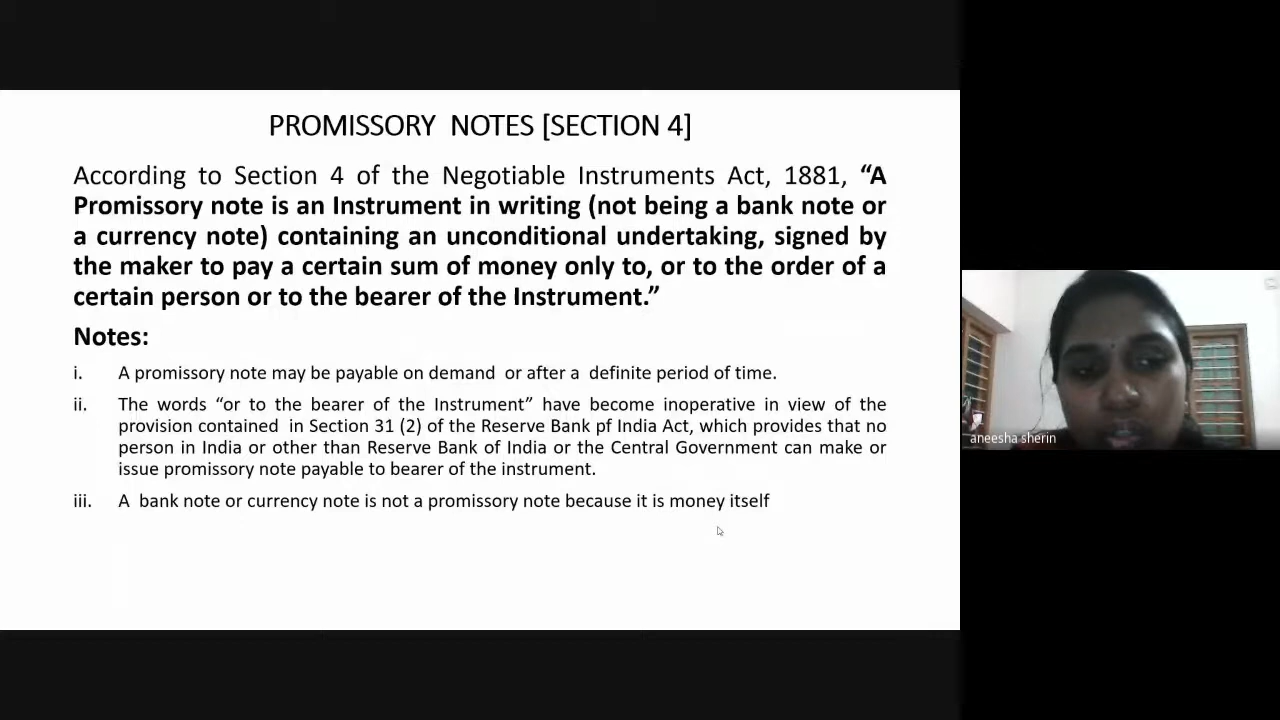 PROMISSORY NOTES [SECTION 4]
According to Section 4 of the Negotiable Instruments Act, 1881, “A
Promissory note is an Instrument in writing (not being a bank note or
a currency note) containing an unconditional undertaking, signed by
the maker to pay a certain sum of money only to, or to the order of a
certain person or to the bearer of the Instrument.”
Notes:
i. A promissory note may be payable on demand or after a definite period of time.
ii. The words “or to the bearer of the Instrument” have become inoperative in view of the
provision contained in Section 31 (2) of the Reserve Bank pf India Act, which provides that no
person in India or other than Reserve Bank of India or the Central Government can make or
issue promissory note payable to bearer of the instrument.
iii. A bank note or currency note is not a promissory note because it is money itself
aneesha sherin